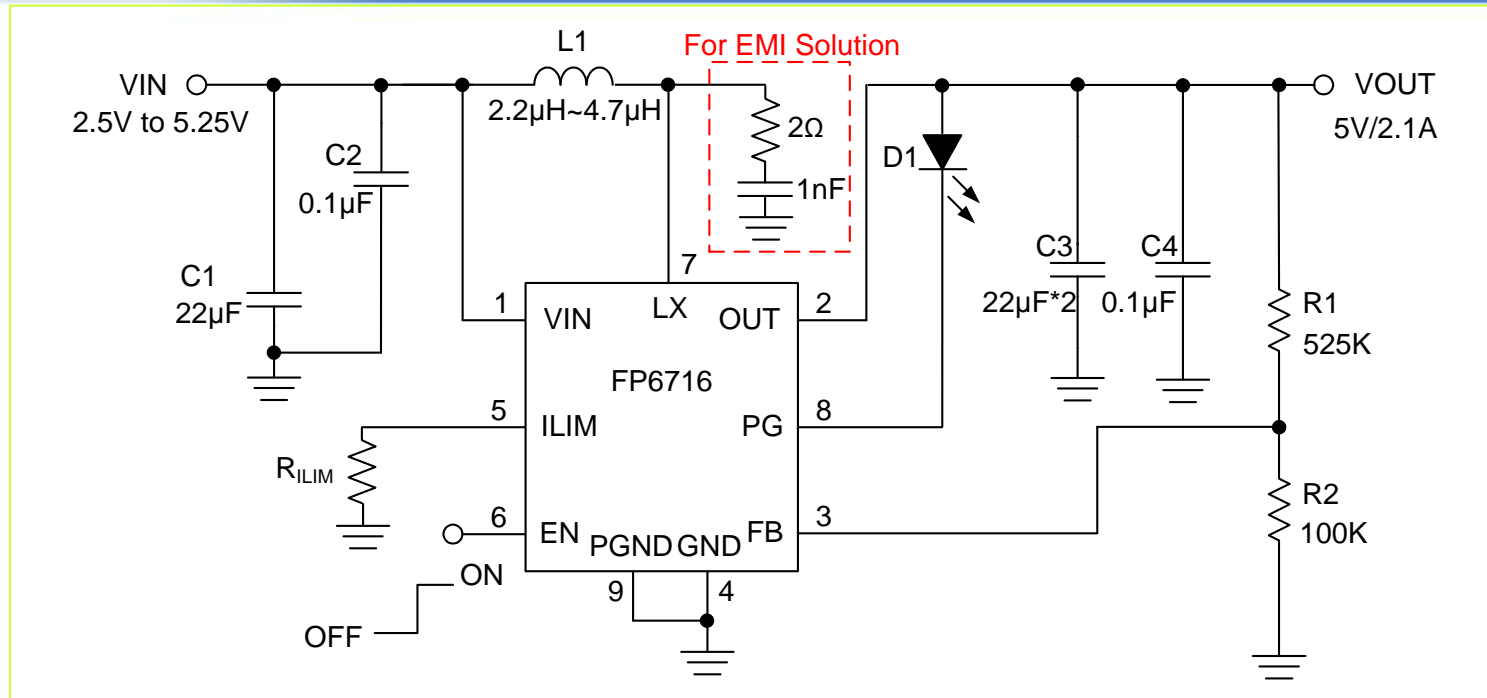 For EMI Solution
L1
VIN
2.5V to 5.25V
2.2µH~4.7µH
2Ω
1nF
VOUT
5V/2.1A
C2
0.1µF
D1
C1
22µF
C3
22µF*2
C4
0.1µF
R1
525K
7
1
VIN
LX
OUT
2
FP6716
5
ILIM
PG
8
RILIM
6
EN
PGND
GND
FB
3
R2
100K
ON
OFF
9
4